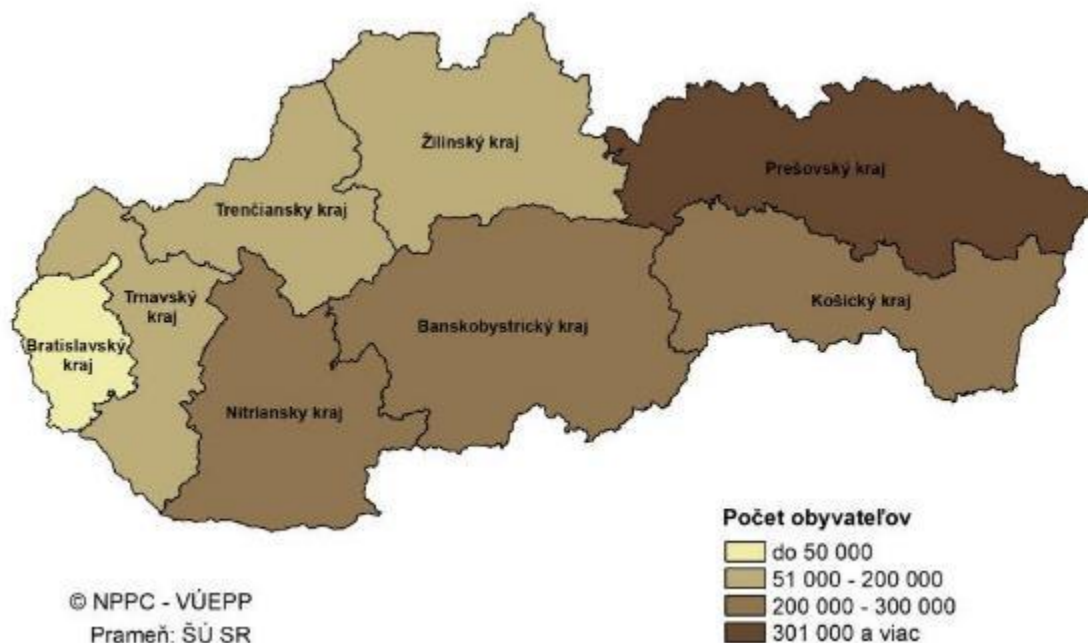 Žilinský kraj
Prešovský kraj
Trenčiansky kraj
Trnavský
kraj
Košický kraj
Banskobystrický kraj
Bratislavský
kraj
Nitriansky kraj
Počet obyvateľov
do 50 000
51 000 - 200 000
200 000 - 300 000
301 000 a viac
© NPPC - VÚEPP
Prameň: ŠÚ SR